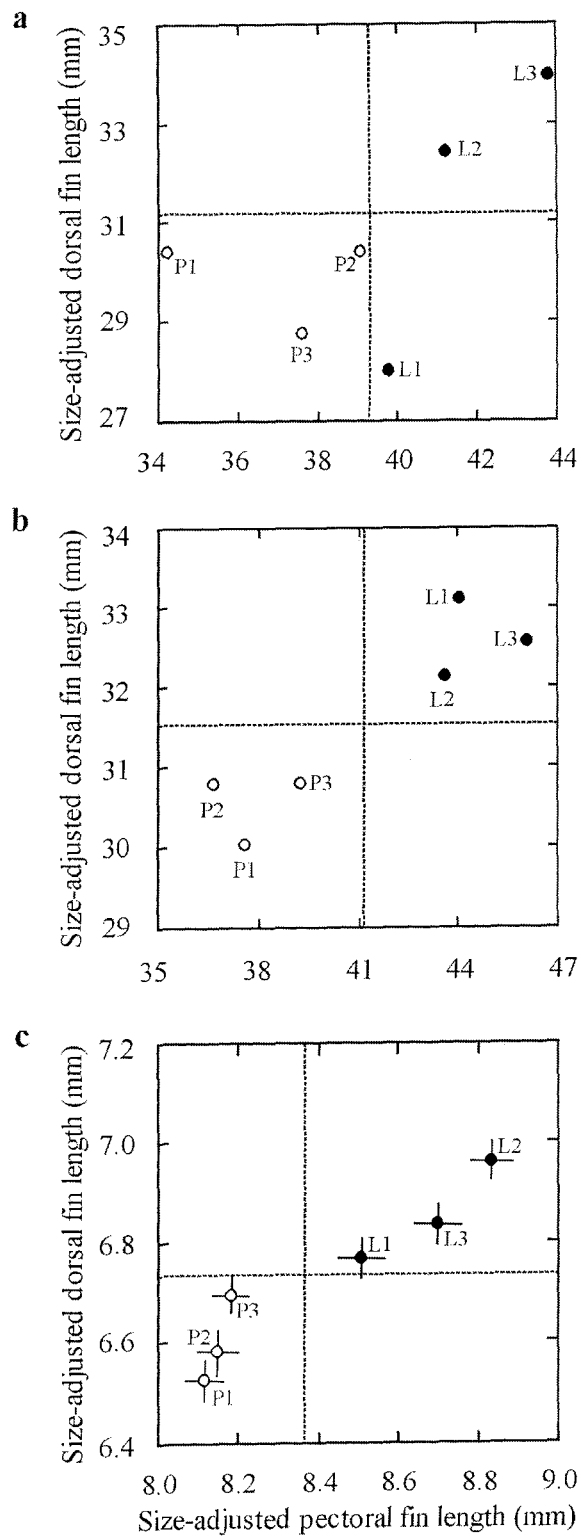 a
Size-adjusted dorsal fin length (mm)
35
33
31
29
27
L3
L2
P1
P2
P3
L1
34 36 38 40 42 44
b
Size-adjusted dorsal fin length (mm)
34
33
32
31
30
29
L1
L3
L2
P2
P3
P1
35 38 41 44 47
c
Size-adjusted dorsal fin length (mm)
7.2
7.0
6.8
6.6
6.4
L2
L1
L3
P3
P2
P1
8.0 8.2 8.4 8.6 8.8 9.0
Size-adjusted pectoral fin length (mm)